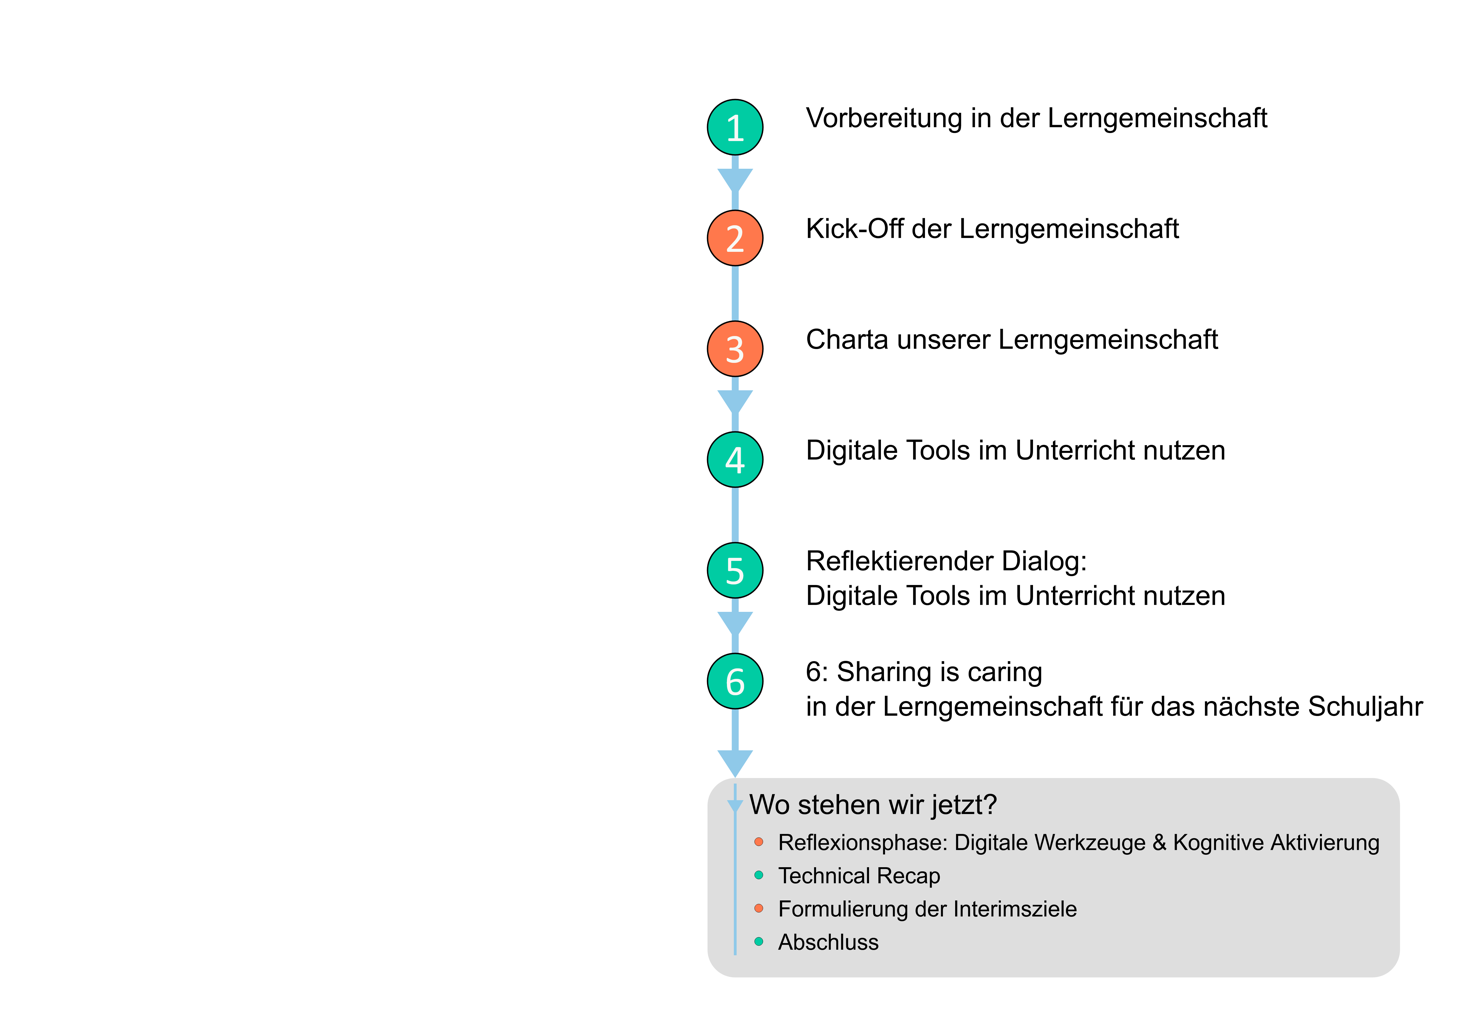 1
Vorbereitung in der Lerngemeinschaft
2
Kick-Off der Lerngemeinschaft
3
Charta unserer Lerngemeinschaft
4
Digitale Tools im Unterricht nutzen
5
Reflektierender Dialog:
Digitale Tools im Unterricht nutzen
6
6: Sharing is caring
in der Lerngemeinschaft für das nächste Schuljahr
Wo stehen wir jetzt?
Reflexionsphase: Digitale Werkzeuge & Kognitive Aktivierung
Technical Recap
Formulierung der Interimsziele
Abschluss